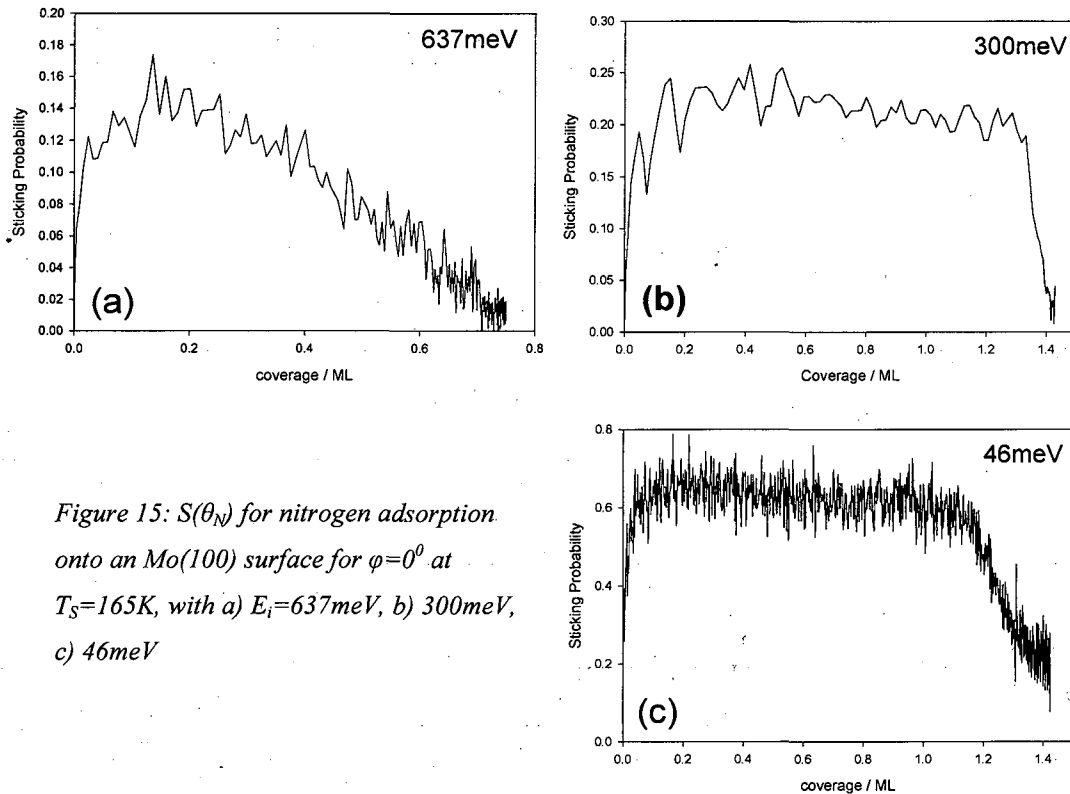 637meV
0.20
0.18
0.16
0.14
0.12
0.10
0.08
0.06
0.04
0.02
0.00
Sticking Probability
(a)
0.0 0.2 0.4 0.6 0.8
coverage / ML
300meV
0.30
0.25
0.20
0.15
0.10
0.05
0.00
Sticking Probability
(b)
0.0 0.2 0.4 0.6 0.8 1.0 1.2 1.4
Coverage / ML
46meV
0.8
0.6
0.4
0.2
0.0
Sticking Probability
(c)
0.0 0.2 0.4 0.6 0.8 1.0 1.2 1.4
coverage / ML
Figure 15: S(θN) for nitrogen adsorption
onto an Mo(100) surface for φ=0⁰ at
TS=165K, with a) Ei=637meV, b) 300meV,
c) 46meV